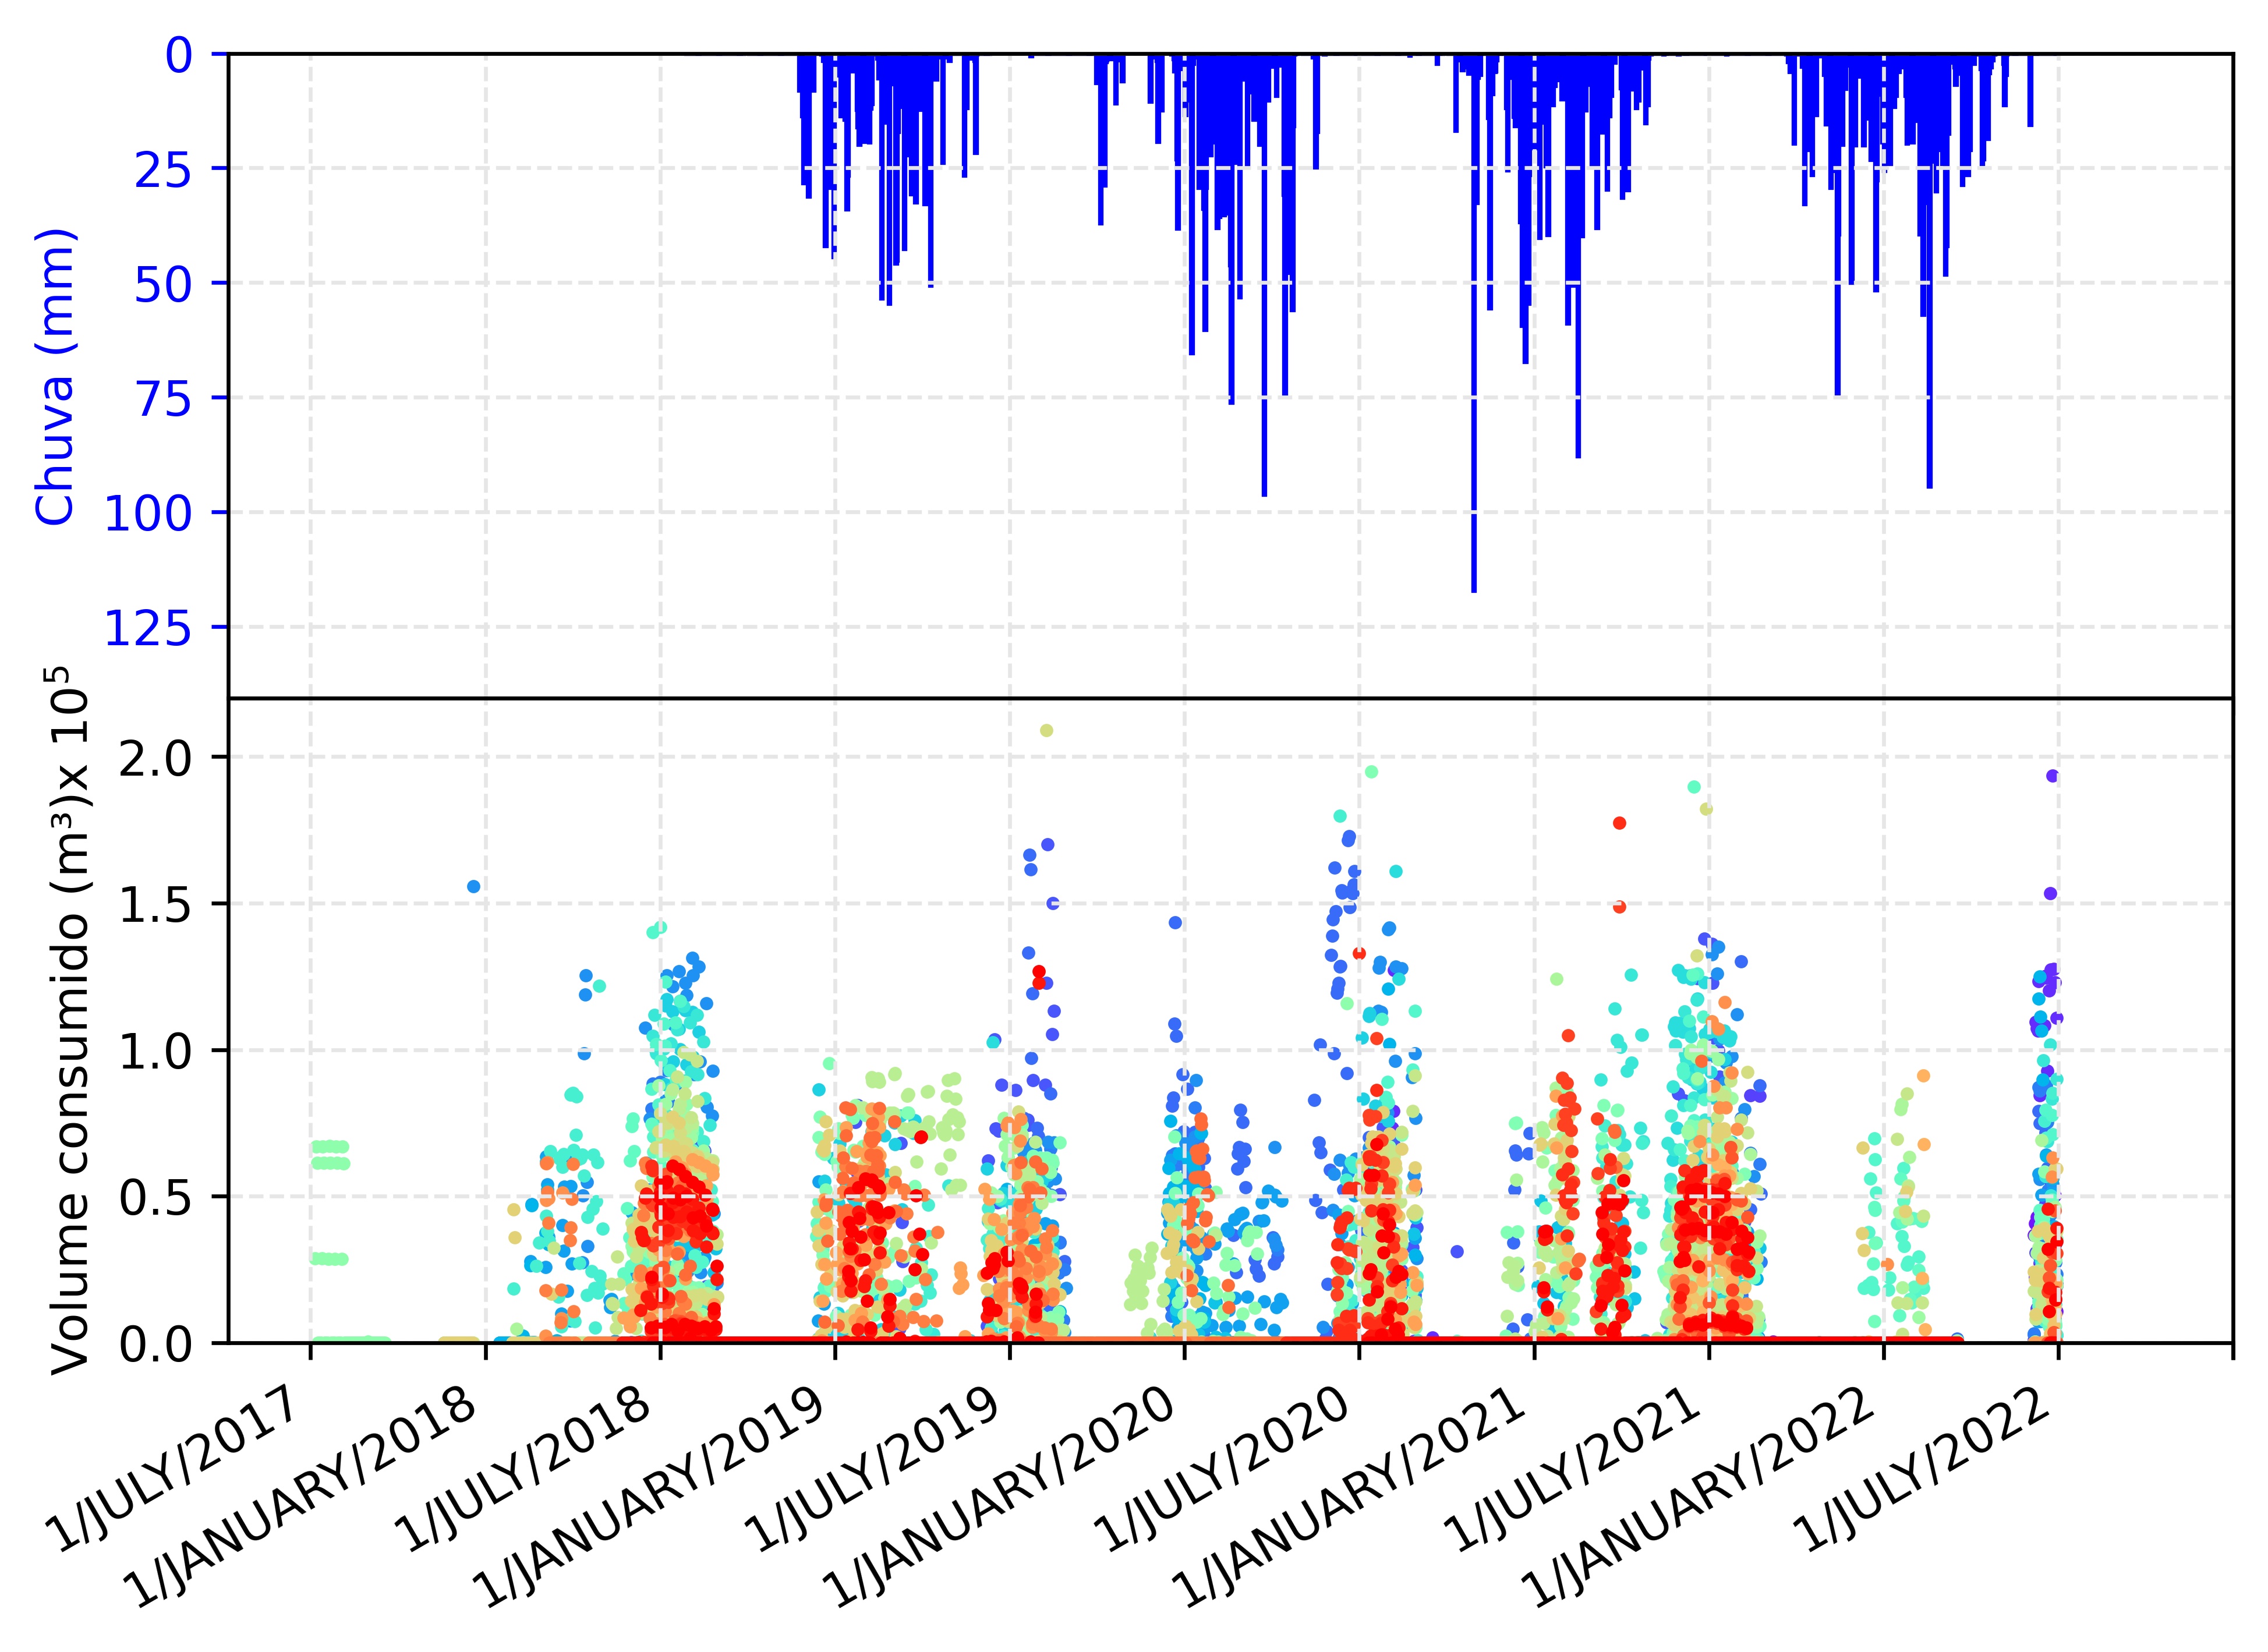 0
25
50
75
100
125
Chuva (mm)
2.0
1.5
1.0
0.5
0.0
Volume consumido (m³)x 10⁵
1/JULY/2017
1/JANUARY/2018
1/JULY/2018
1/JANUARY/2019
1/JULY/2019
1/JANUARY/2020
1/JULY/2020
1/JANUARY/2021
1/JULY/2021
1/JANUARY/2022
1/JULY/2022